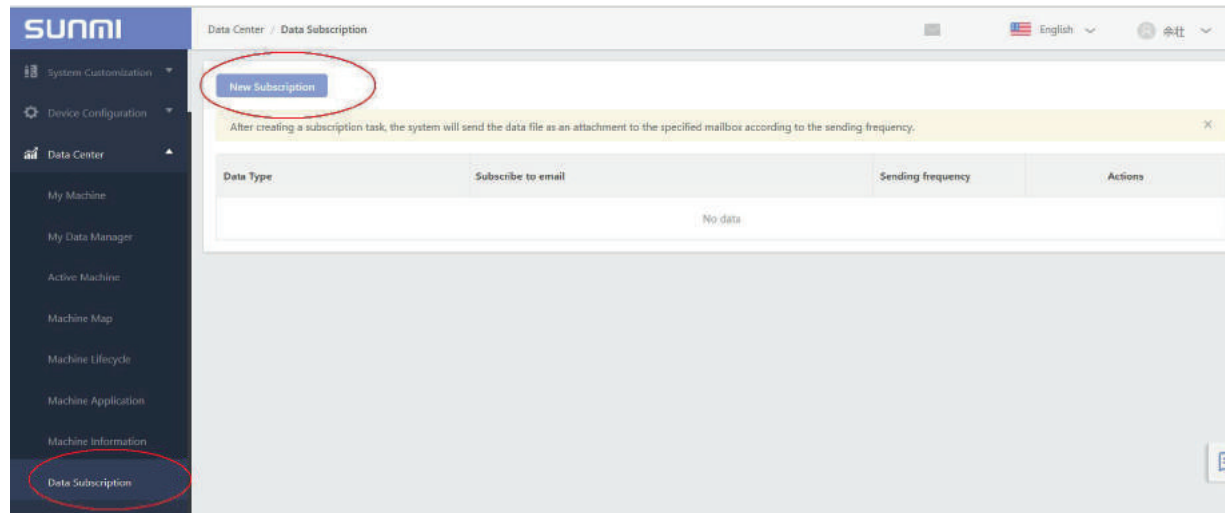 SUNMI
Data Center / Data Subscription
English
余壮
System Customization
Device Configuration
Data Center
My Machine
My Data Manager
Active Machine
Machine Map
Machine Lifecycle
Machine Application
Machine Information
Data Subscription
New Subscription
After creating a subscription task, the system will send the data file as an attachment to the specified mailbox according to the sending frequency.
Data Type Subscribe to email Sending frequency Actions
No data